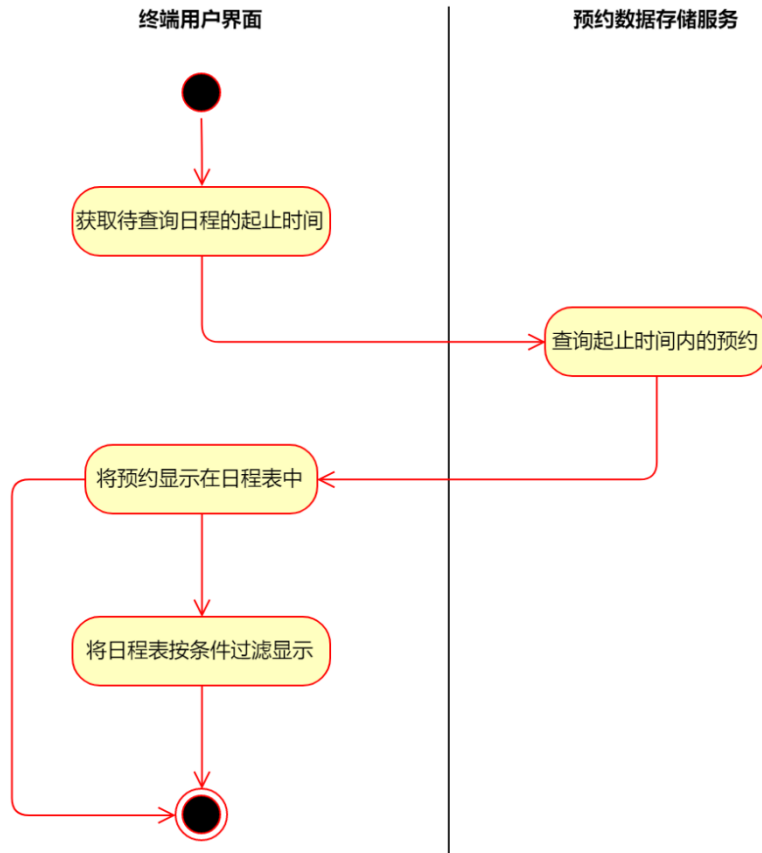 终端用户界面
预约数据存储服务
获取待查询日程的起止时间
查询起止时间内的预约
将预约显示在日程表中
将日程表按条件过滤显示